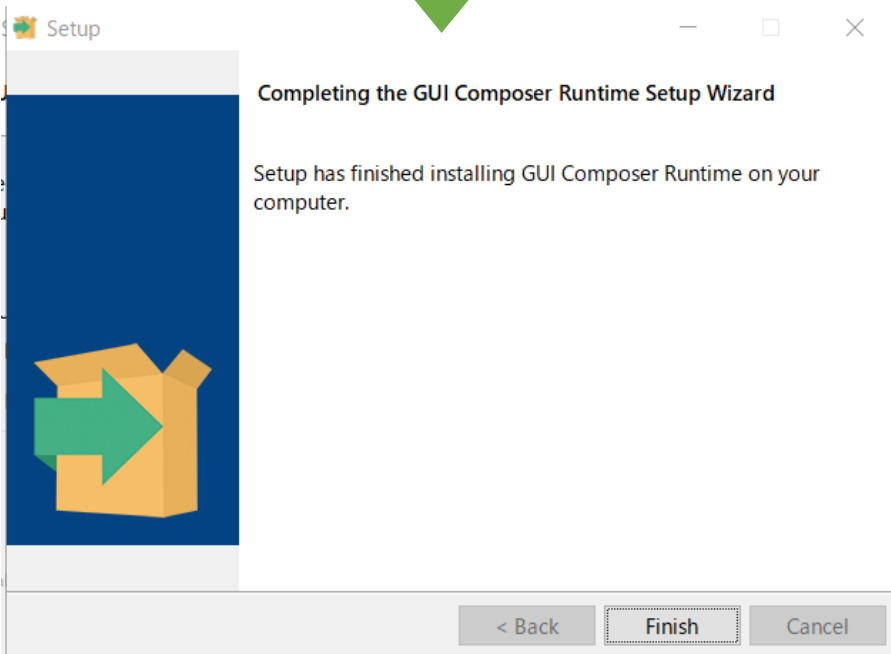 Setup
Completing the GUI Composer Runtime Setup Wizard
Setup has finished installing GUI Composer Runtime on your
computer.
< Back
Finish
Cancel